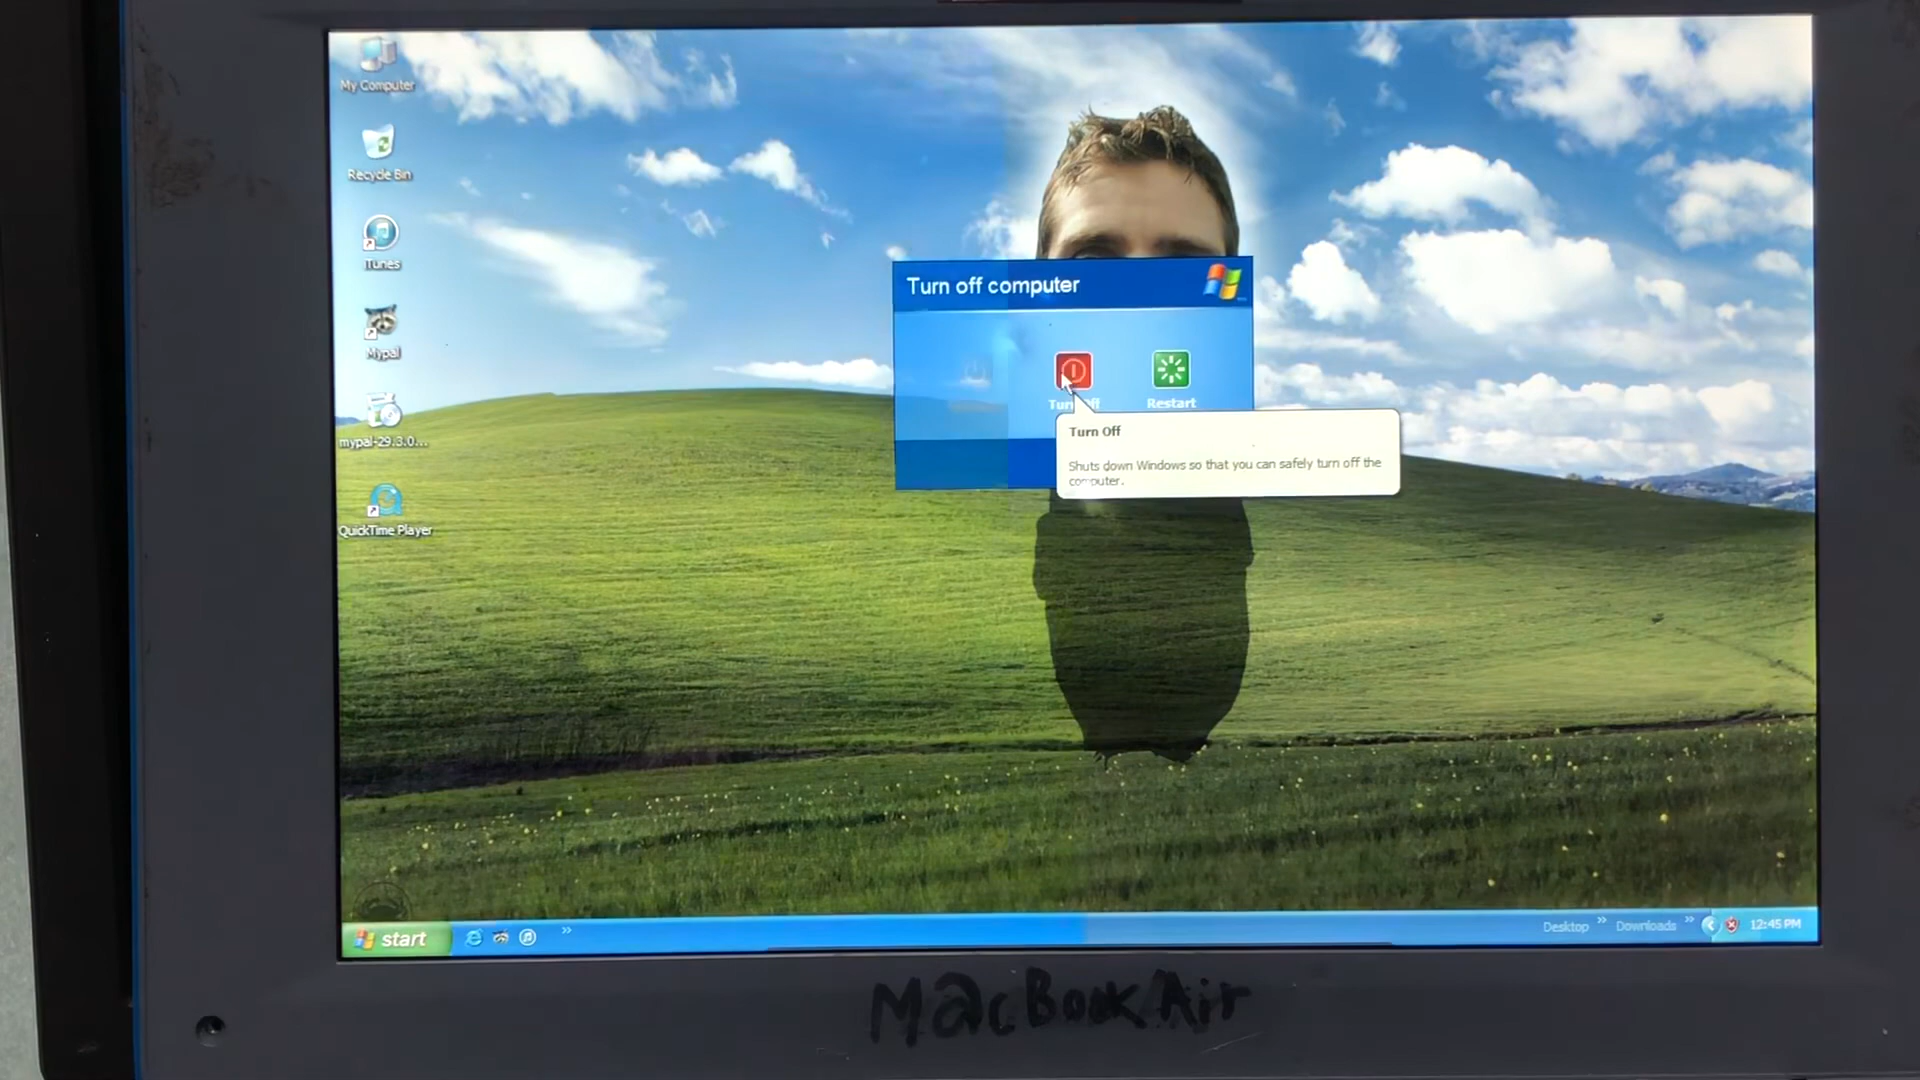 My Computer
Recycle Bin
iTunes
Mypal
mypal-29.3.0...
QuickTime Player
Turn off computer
Turn Off
Restart
Turn Off
Shuts down Windows so that you can safely turn off the
computer.
start
Desktop
Downloads
12:45 PM
MacBook Air